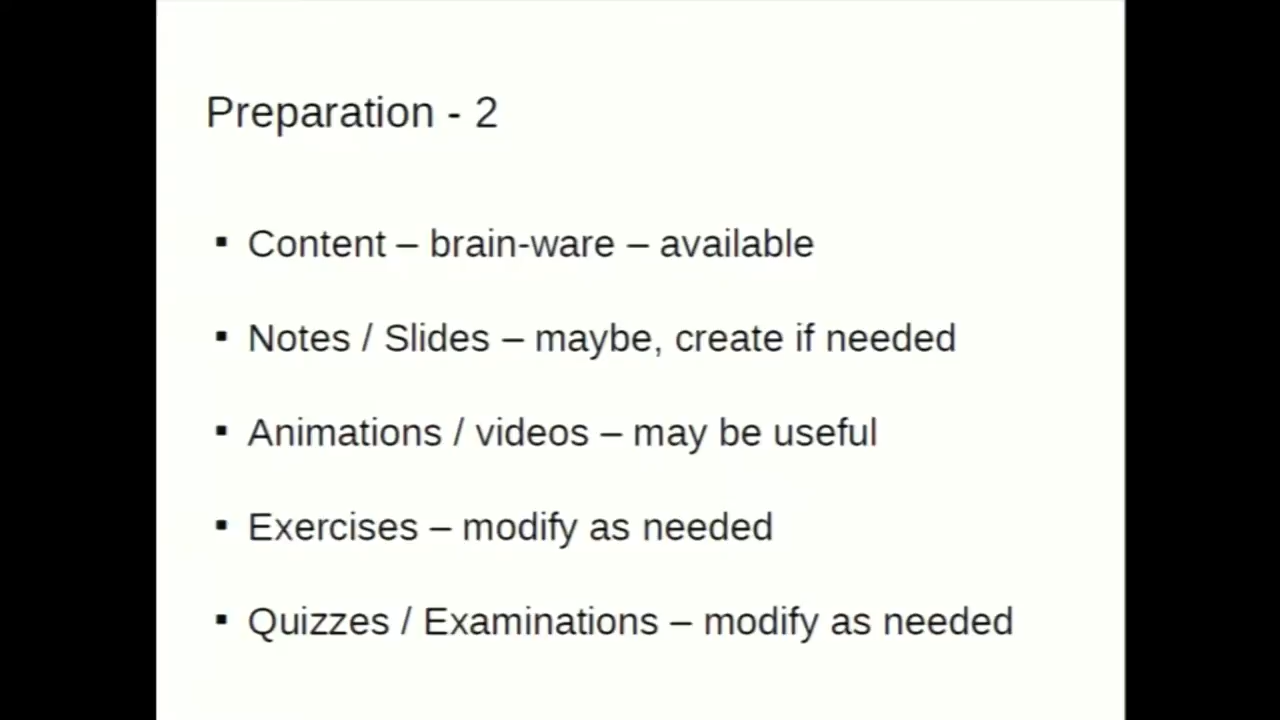 Preparation - 2
▪ Content – brain-ware – available
▪ Notes / Slides – maybe, create if needed
▪ Animations / videos – may be useful
▪ Exercises – modify as needed
▪ Quizzes / Examinations – modify as needed